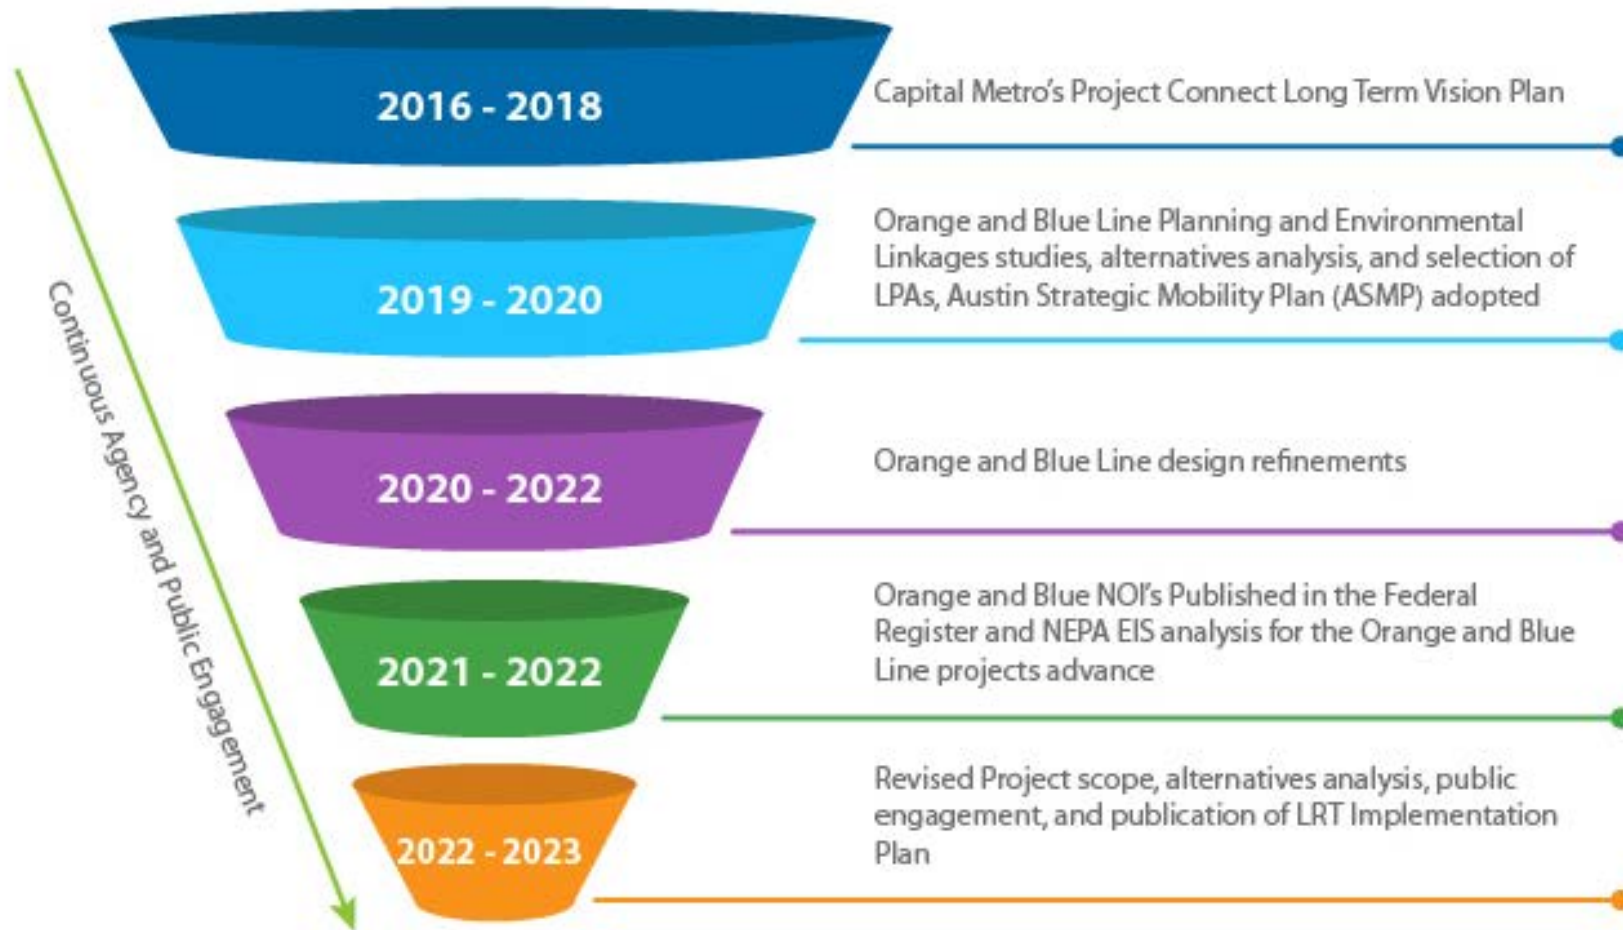 2016 - 2018
Capital Metro’s Project Connect Long Term Vision Plan
2019 - 2020
Orange and Blue Line Planning and Environmental
Linkages studies, alternatives analysis, and selection of
LPAs, Austin Strategic Mobility Plan (ASMP) adopted
2020 - 2022
Orange and Blue Line design refinements
2021 - 2022
Orange and Blue NOI’s Published in the Federal
Register and NEPA EIS analysis for the Orange and Blue
Line projects advance
2022 - 2023
Revised Project scope, alternatives analysis, public
engagement, and publication of LRT Implementation
Plan
Continuous Agency and Public Engagement